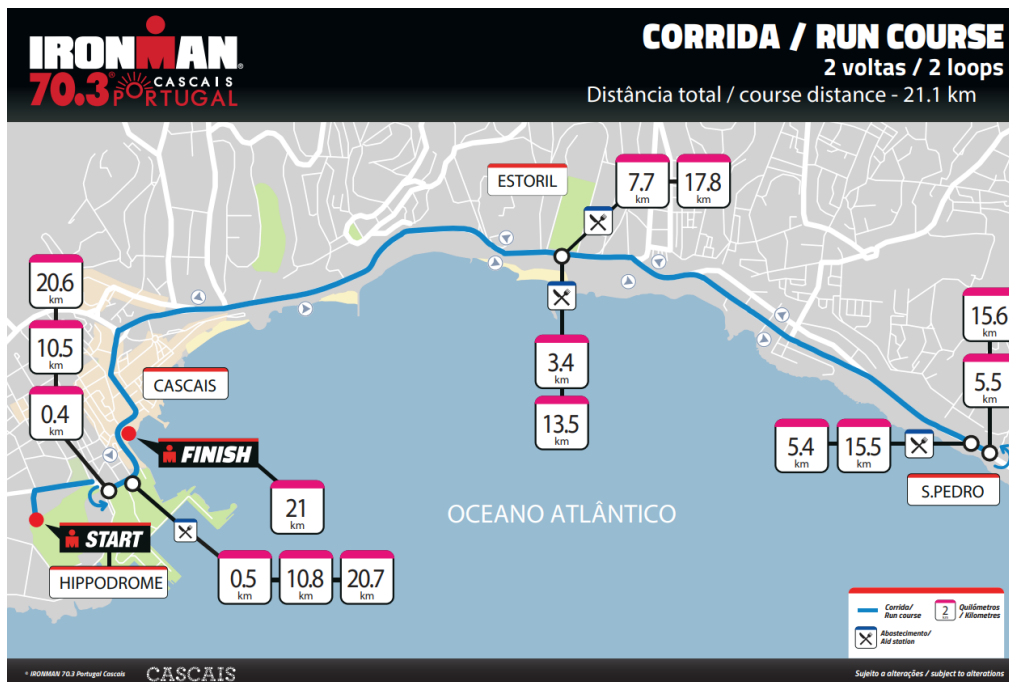 IRONMAN®
70.3® CASCAIS
PORTUGAL
CORRIDA / RUN COURSE
2 voltas / 2 loops
Distância total / course distance - 21.1 km
ESTORIL
7.7
km
17.8
km
20.6
km
10.5
km
0.4
km
CASCAIS
3.4
km
13.5
km
15.6
km
5.5
km
5.4
km
15.5
km
S.PEDRO
FINISH
21
km
OCEANO ATLÂNTICO
START
HIPPODROME
0.5
km
10.8
km
20.7
km
Corrida/
Run course
2
km
Quilómetros
/ Kilometres
Abastecimento/
Aid station
* IRONMAN 70.3 Portugal Cascais
CASCAIS
Sujeito a alterações / subject to alterations